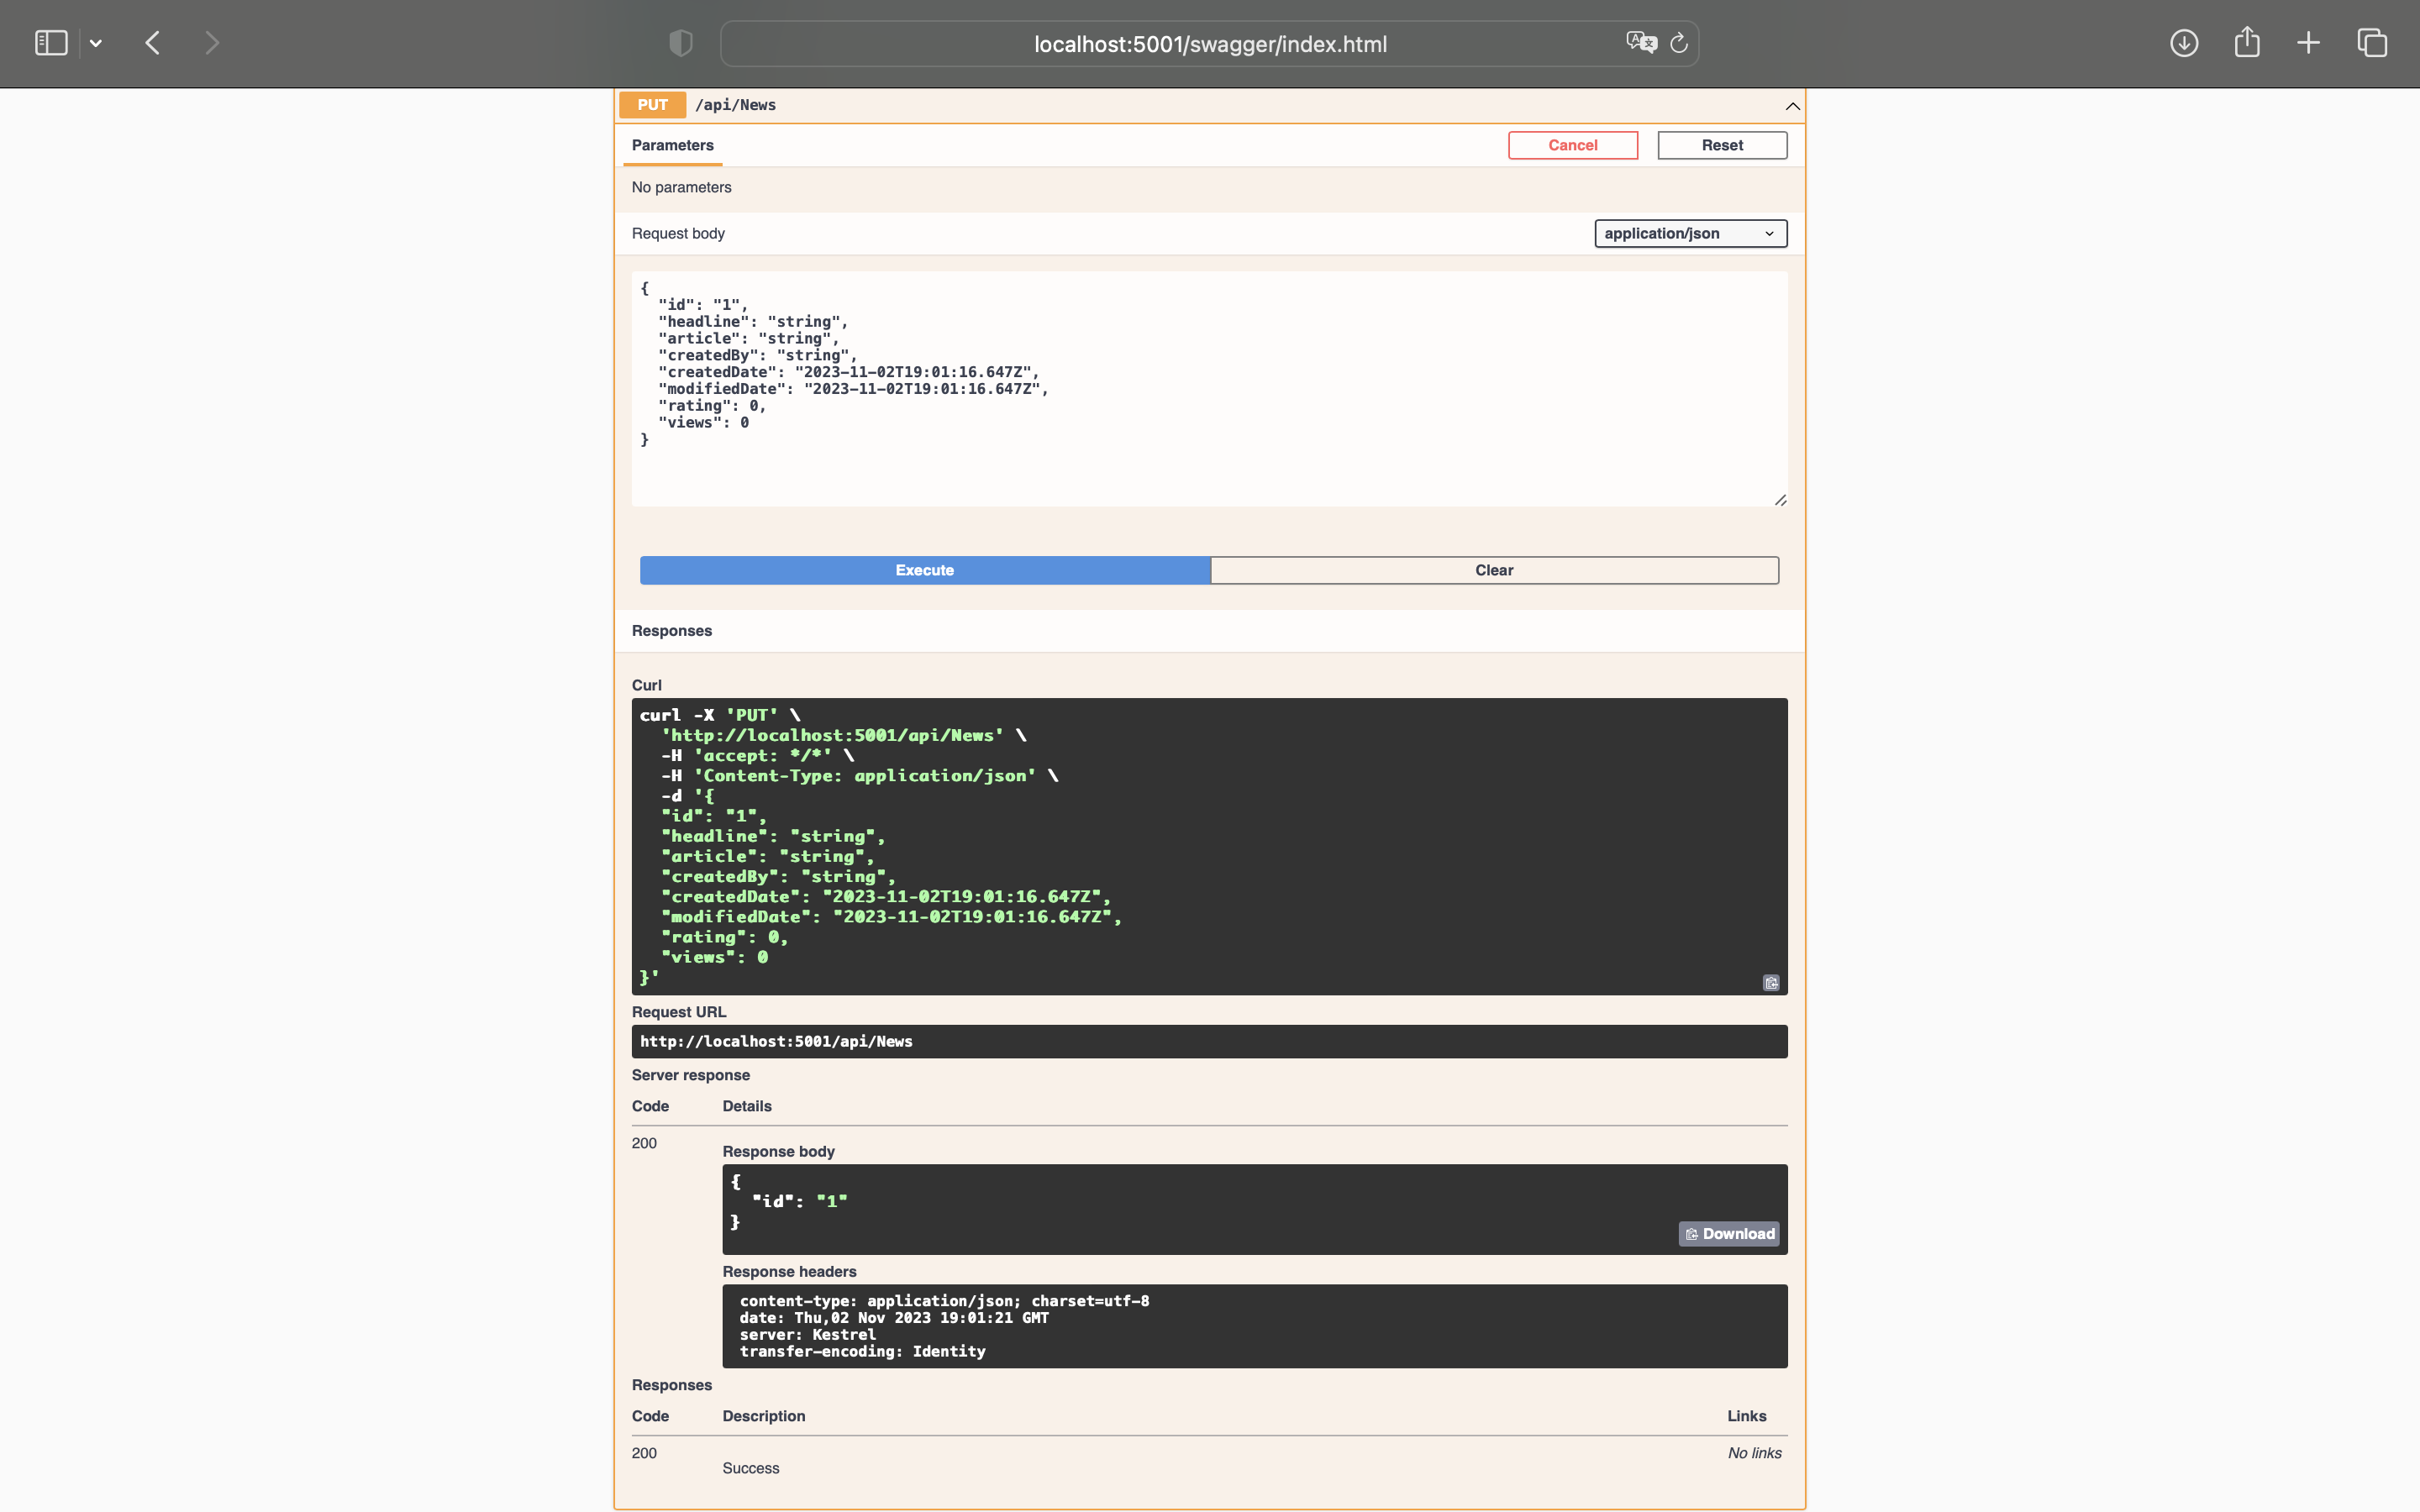 localhost:5001/swagger/index.html
PUT /api/News
Parameters Cancel Reset
No parameters
Request body application/json
{
  "id": "1",
  "headline": "string",
  "article": "string",
  "createdBy": "string",
  "createdDate": "2023-11-02T19:01:16.647Z",
  "modifiedDate": "2023-11-02T19:01:16.647Z",
  "rating": 0,
  "views": 0
}
Execute Clear
Responses
Curl
curl -X 'PUT' \
  'http://localhost:5001/api/News' \
  -H 'accept: */*' \
  -H 'Content-Type: application/json' \
  -d '{
  "id": "1",
  "headline": "string",
  "article": "string",
  "createdBy": "string",
  "createdDate": "2023-11-02T19:01:16.647Z",
  "modifiedDate": "2023-11-02T19:01:16.647Z",
  "rating": 0,
  "views": 0
}'
Request URL
http://localhost:5001/api/News
Server response
Code Details
200
Response body
{
  "id": "1"
}
Download
Response headers
content-type: application/json; charset=utf-8
date: Thu,02 Nov 2023 19:01:21 GMT
server: Kestrel
transfer-encoding: Identity
Responses
Code Description Links
200 No links
Success